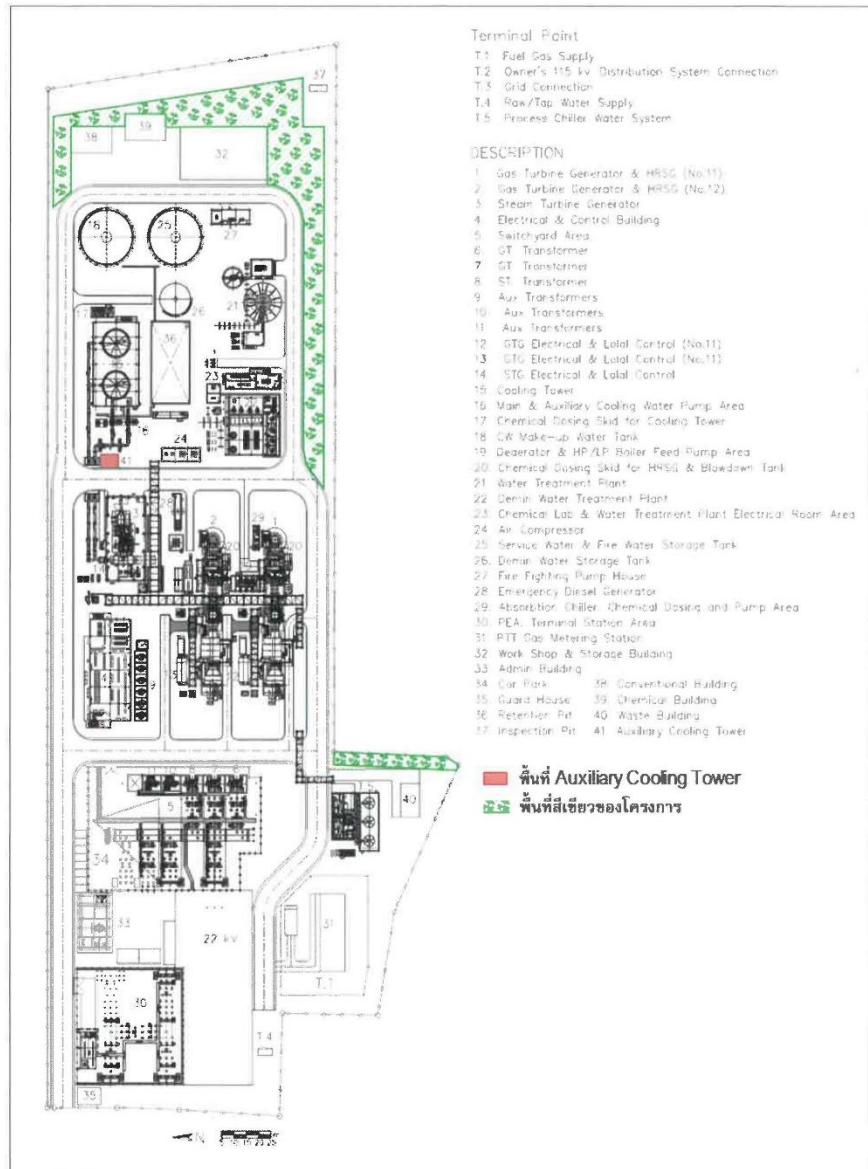 Terminal Point
T.1 Fuel Gas Supply
T.2 Owner's 115 kv Distribution System Connection
T.3 Grid Connection
T.4 Raw/Tap Water Supply
T.5 Process Chiller Water System
DESCRIPTION
1 Gas Turbine Generator & HRSG (No.11)
2 Gas Turbine Generator & HRSG (No.12)
3 Steam Turbine Generator
4 Electrical & Control Building
5 Switchyard Area
6. GT Transformer
7 GT Transformer
8 ST Transformer
9 Aux Transformers
10 Aux Transformers
11 Aux Transformers
12 GTG Electrical & Lolal Control (No.11)
13 GTG Electrical & Lolal Control (No.11)
14 STG Electrical & Lolal Control
15 Cooling Tower
16 Main & Auxiliary Cooling Water Pump Area
17 Chemical Dosing Skid for Cooling Tower
18 CW Make-up Water Tank
19 Deaerator & HP/LP Boiler Feed Pump Area
20 Chemical Dosing Skid for HRSG & Blowdown Tank
21 Water Treatment Plant
22 Demin Water Treatment Plant
23 Chemical Lab & Water Treatment Plant Electrical Room Area
24 Air Compressor
25 Service Water & Fire Water Storage Tank
26. Demin Water Storage Tank
27 Fire Fighting Pump House
28 Emergency Diesel Generator
29. Absorption Chiller, Chemical Dosing and Pump Area
30 PEA. Terminal Station Area
31 PTT Gas Metering Station
32 Work Shop & Storage Building
33 Admin Building
34 Car Park 38 Conventional Building
35 Guard House 39 Chemical Building
36 Retention Pit 40 Waste Building
37 Inspection Pit 41 Auxiliary Cooling Tower
พื้นที่ Auxiliary Cooling Tower
พื้นที่สีเขียวของโครงการ
37
39
38
32
18
25
27
26
21
17
36
23
16
24
41
28
29
2
1
20
20
3
9
5
40
34
33
22 kv
31
T.1
30
T.4
35
N